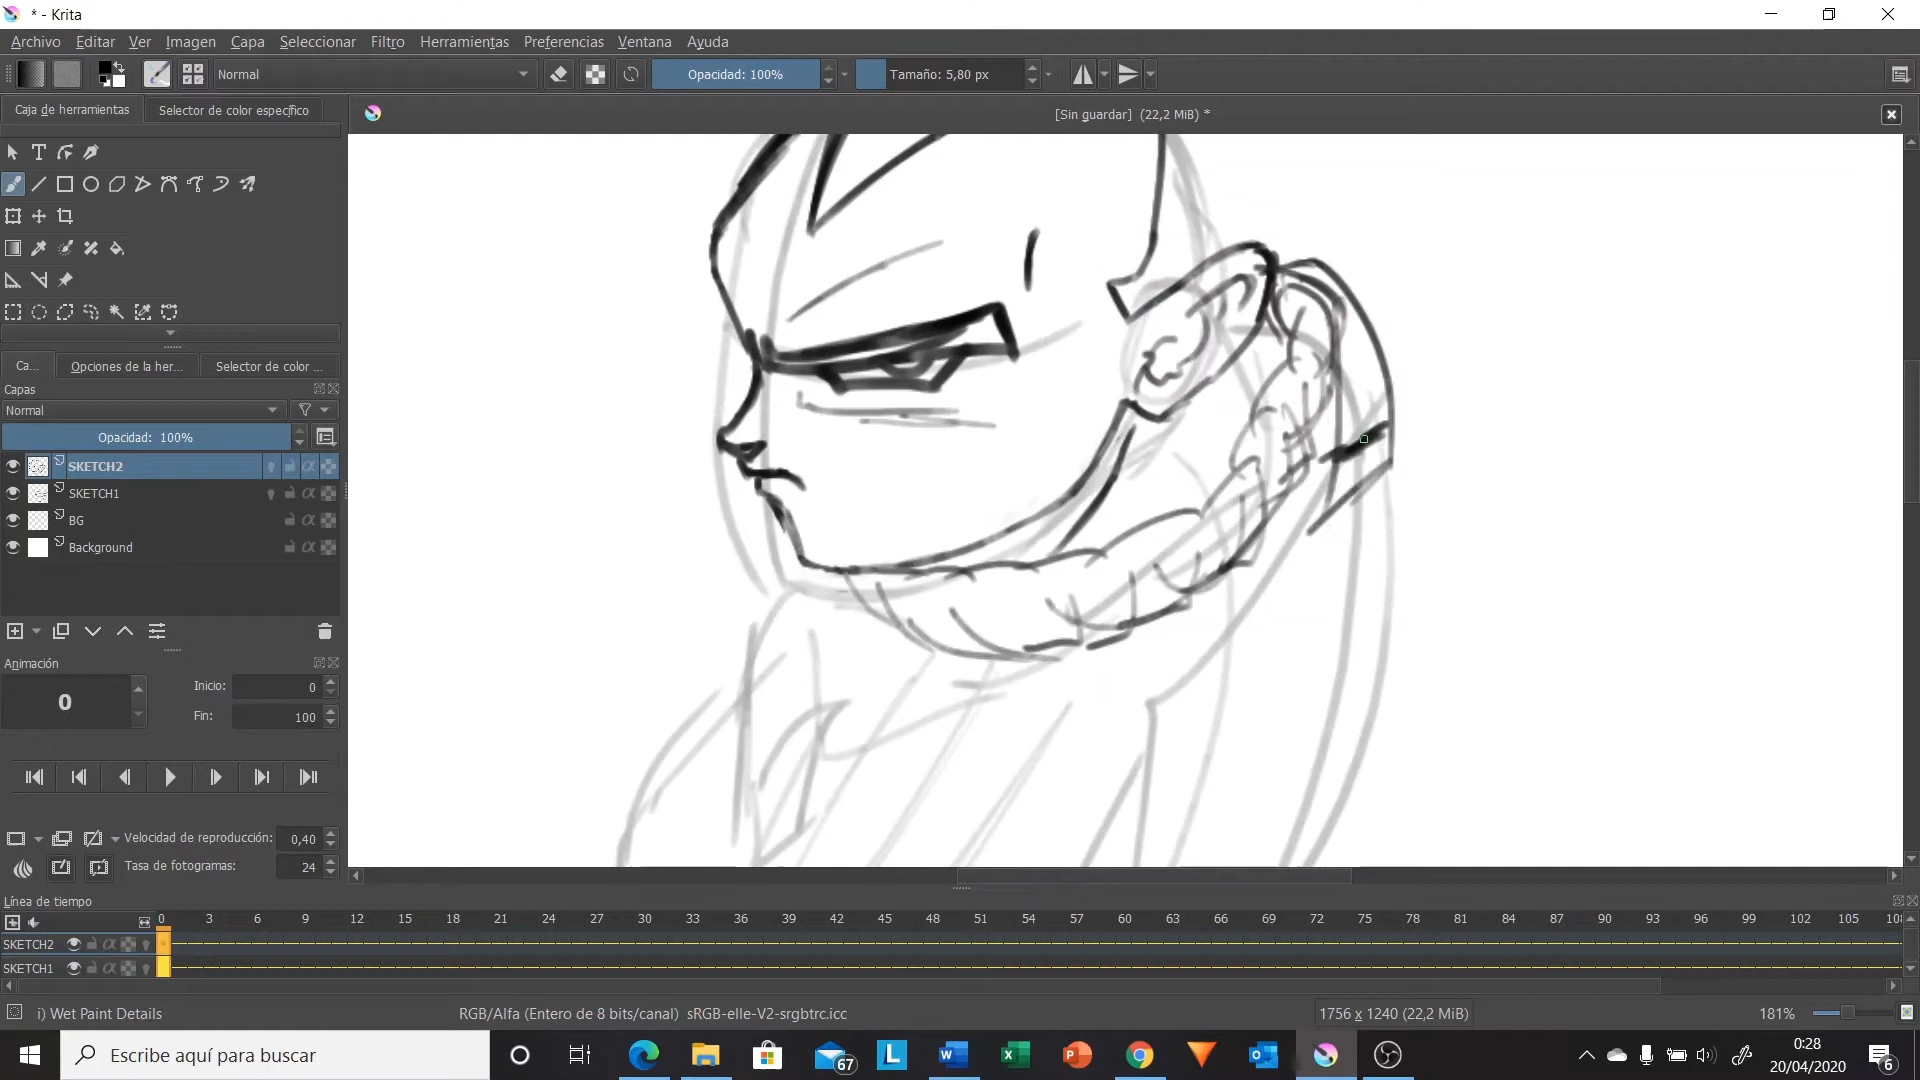 * - Krita
Archivo Editar Ver Imagen Capa Seleccionar Filtro Herramientas Preferencias Ventana Ayuda
Normal Opacidad: 100% Tamaño: 5,80 px
Caja de herramientas Selector de color específico
[Sin guardar] (22,2 MiB) *
Ca... Opciones de la her... Selector de color ...
Capas
Normal
Opacidad: 100%
SKETCH2
SKETCH1
BG
Background
Animación
0 Inicio: 0
Fin: 100
Velocidad de reproducción: 0,40
Tasa de fotogramas: 24
Línea de tiempo
0 3 6 9 12 15 18 21 24 27 30 33 36 39 42 45 48 51 54 57 60 63 66 69 72 75 78 81 84 87 90 93 96 99 102 105 108
SKETCH2
SKETCH1
i) Wet Paint Details RGB/Alfa (Entero de 8 bits/canal) sRGB-elle-V2-srgbtrc.icc 1756 x 1240 (22,2 MiB) 181%
Escribe aquí para buscar 67 L 0:28
20/04/2020 6